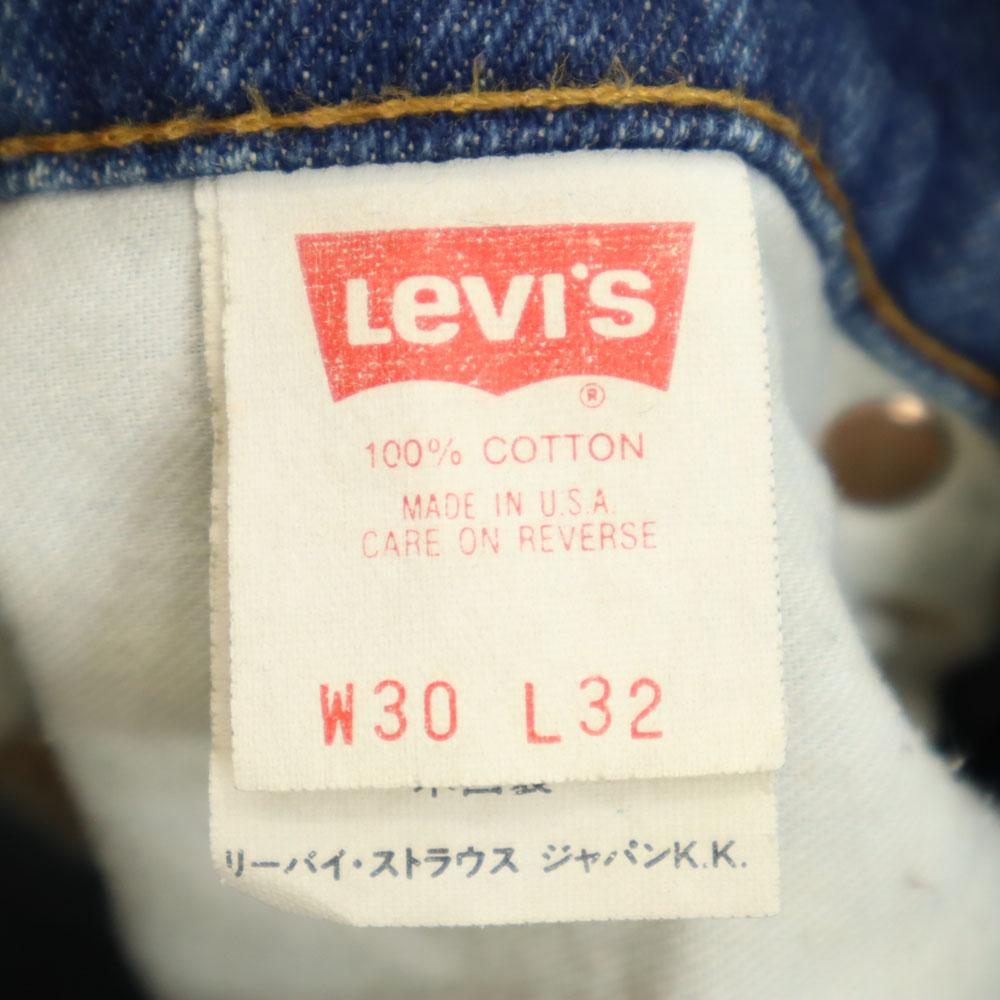 Levi's
®
100% COTTON
MADE IN U.S.A.
CARE ON REVERSE
W30 L32
リーバイ・ストラウス ジャパンK.K.